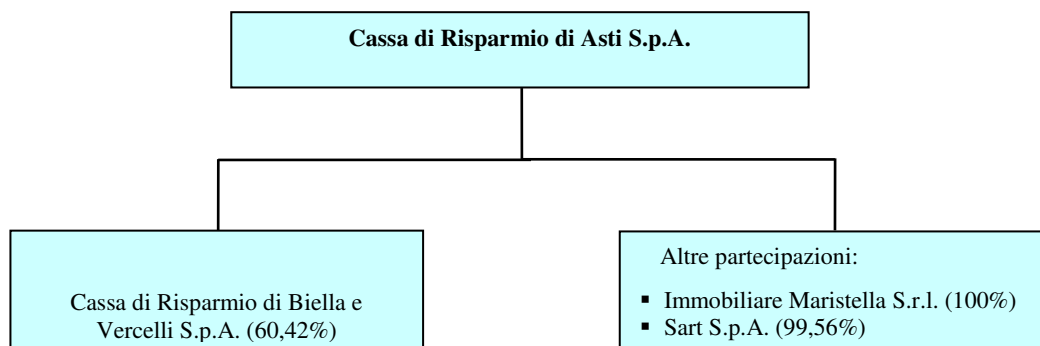 Cassa di Risparmio di Asti S.p.A.
Cassa di Risparmio di Biella e
Vercelli S.p.A. (60,42%)
Altre partecipazioni:
▪ Immobiliare Maristella S.r.l. (100%)
▪ Sart S.p.A. (99,56%)